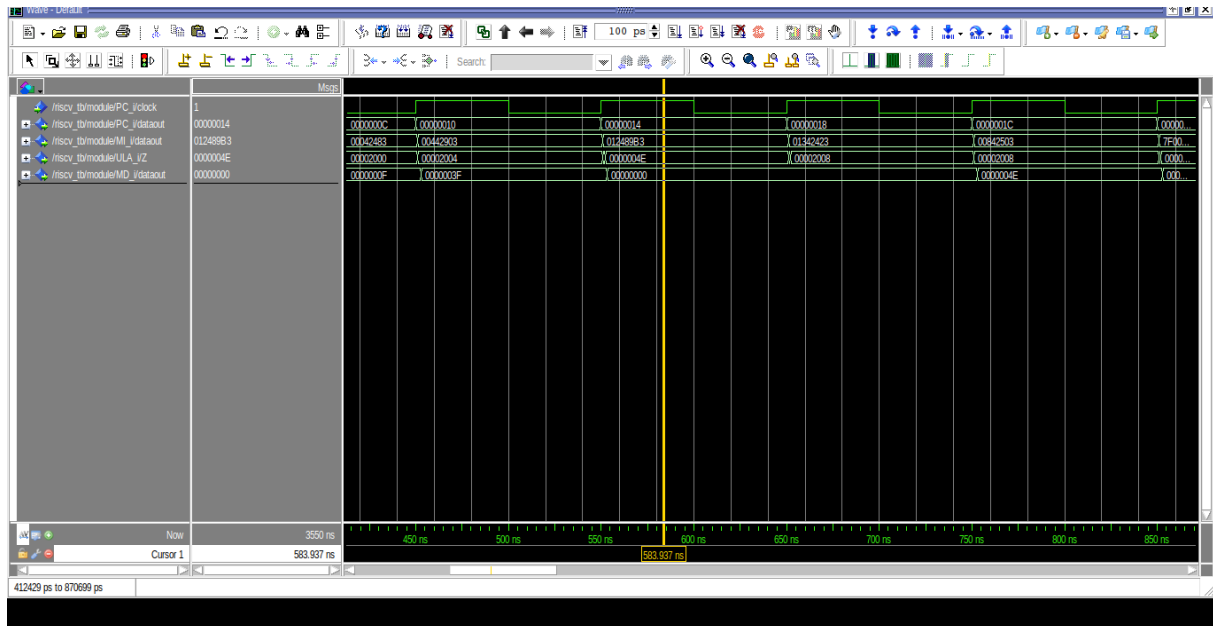 Wave - Default
100 ps
Search:
Msgs
/riscv_tb/module/PC_i/clock 1
/riscv_tb/module/PC_i/dataout 00000014 0000000C 00000010 00000014 00000018 0000001C 00000...
/riscv_tb/module/MI_i/dataout 012489B3 00042483 00442903 012489B3 01342423 00842503 7F00...
/riscv_tb/module/ULA_i/Z 0000004E 00002000 00002004 0000004E 00002008 00002008 0000...
/riscv_tb/module/MD_i/dataout 00000000 0000000F 0000003F 00000000 0000004E 000...
Now 3550 ns
450 ns 500 ns 550 ns 600 ns 650 ns 700 ns 750 ns 800 ns 850 ns
Cursor 1 583.937 ns 583.937 ns
412429 ps to 870699 ps